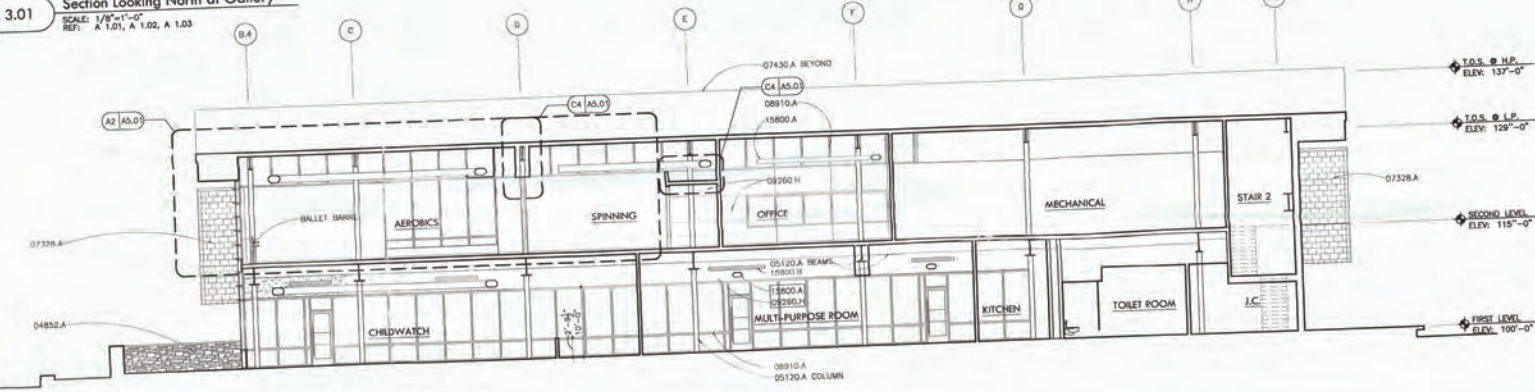 3.01
Section Looking North at Gallery
SCALE: 1/8"=1'-0"
REF: A 1.01, A 1.02, A 1.03
B.4
C
D
E
F
G
07430.A BEYOND
T.O.S. @ H.P.
ELEV: 137'-0"
C4 A5.01
C4 A5.01
A2 A5.01
08910.A
15800.A
T.O.S. @ L.P.
ELEV: 129"-0"
09260.H
07328.A
BALLET BARRE
AEROBICS
SPINNING
OFFICE
MECHANICAL
STAIR 2
SECOND LEVEL
ELEV: 115"-0"
07328.A
05120.A BEAMS
15800.B
15800.A
09260.H
04852.A
CHILDWATCH
10'-0"
MULTI-PURPOSE ROOM
KITCHEN
TOILET ROOM
J.C.
FIRST LEVEL
ELEV: 100'-0"
08910.A
05120.A COLUMN